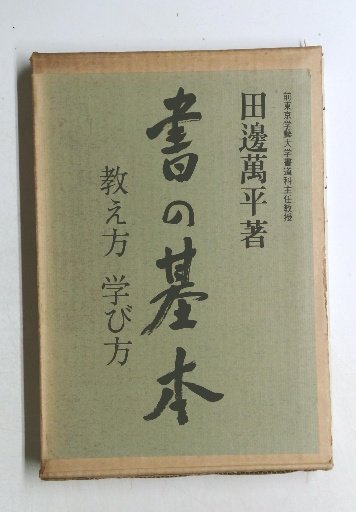 前東京学藝大学書道科主任教授
田邊萬平著
書の基本
教え方 学び方